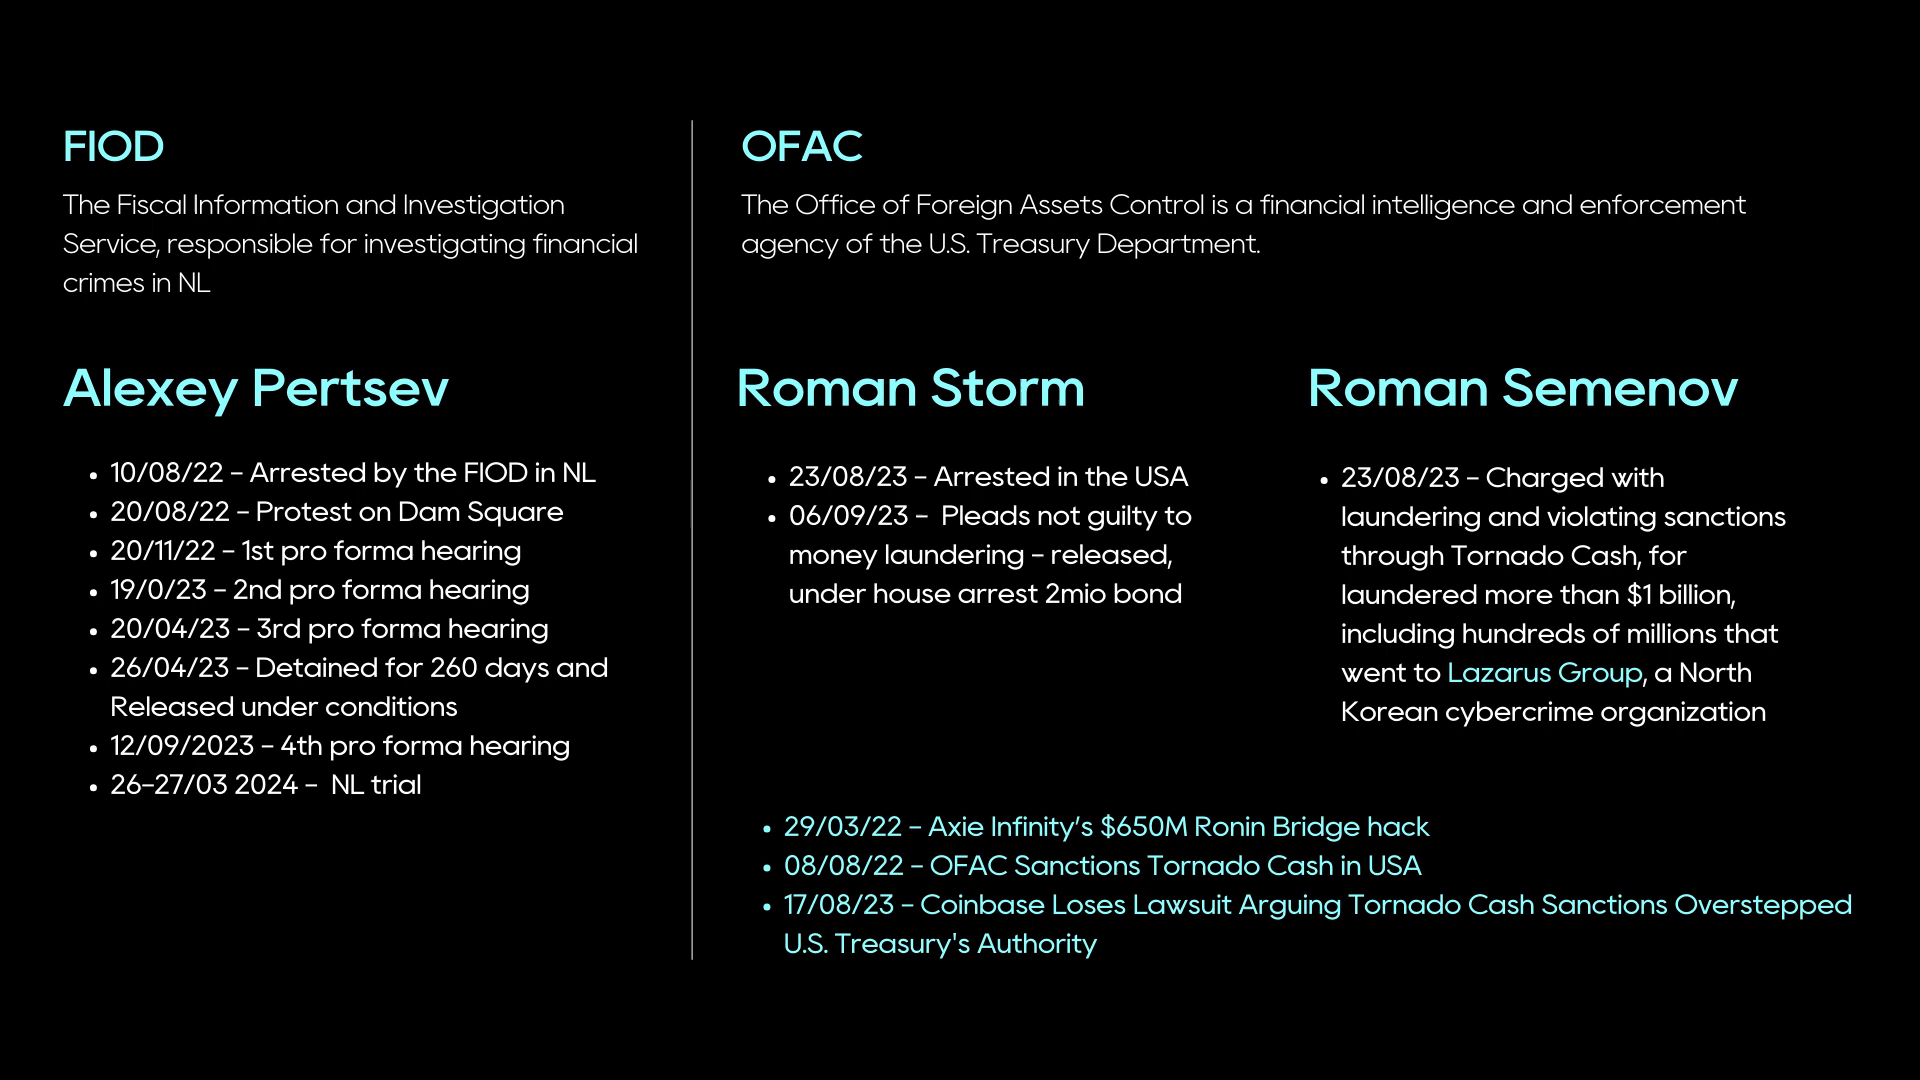 FIOD
The Fiscal Information and Investigation
Service, responsible for investigating financial
crimes in NL
Alexey Pertsev
• 10/08/22 – Arrested by the FIOD in NL
• 20/08/22 – Protest on Dam Square
• 20/11/22 – 1st pro forma hearing
• 19/0/23 – 2nd pro forma hearing
• 20/04/23 – 3rd pro forma hearing
• 26/04/23 – Detained for 260 days and
Released under conditions
• 12/09/2023 – 4th pro forma hearing
• 26–27/03 2024 – NL trial
OFAC
The Office of Foreign Assets Control is a financial intelligence and enforcement
agency of the U.S. Treasury Department.
Roman Storm
• 23/08/23 – Arrested in the USA
• 06/09/23 – Pleads not guilty to
money laundering – released,
under house arrest 2mio bond
Roman Semenov
• 23/08/23 – Charged with
laundering and violating sanctions
through Tornado Cash, for
laundered more than $1 billion,
including hundreds of millions that
went to Lazarus Group, a North
Korean cybercrime organization
• 29/03/22 – Axie Infinity’s $650M Ronin Bridge hack
• 08/08/22 – OFAC Sanctions Tornado Cash in USA
• 17/08/23 – Coinbase Loses Lawsuit Arguing Tornado Cash Sanctions Overstepped
U.S. Treasury's Authority